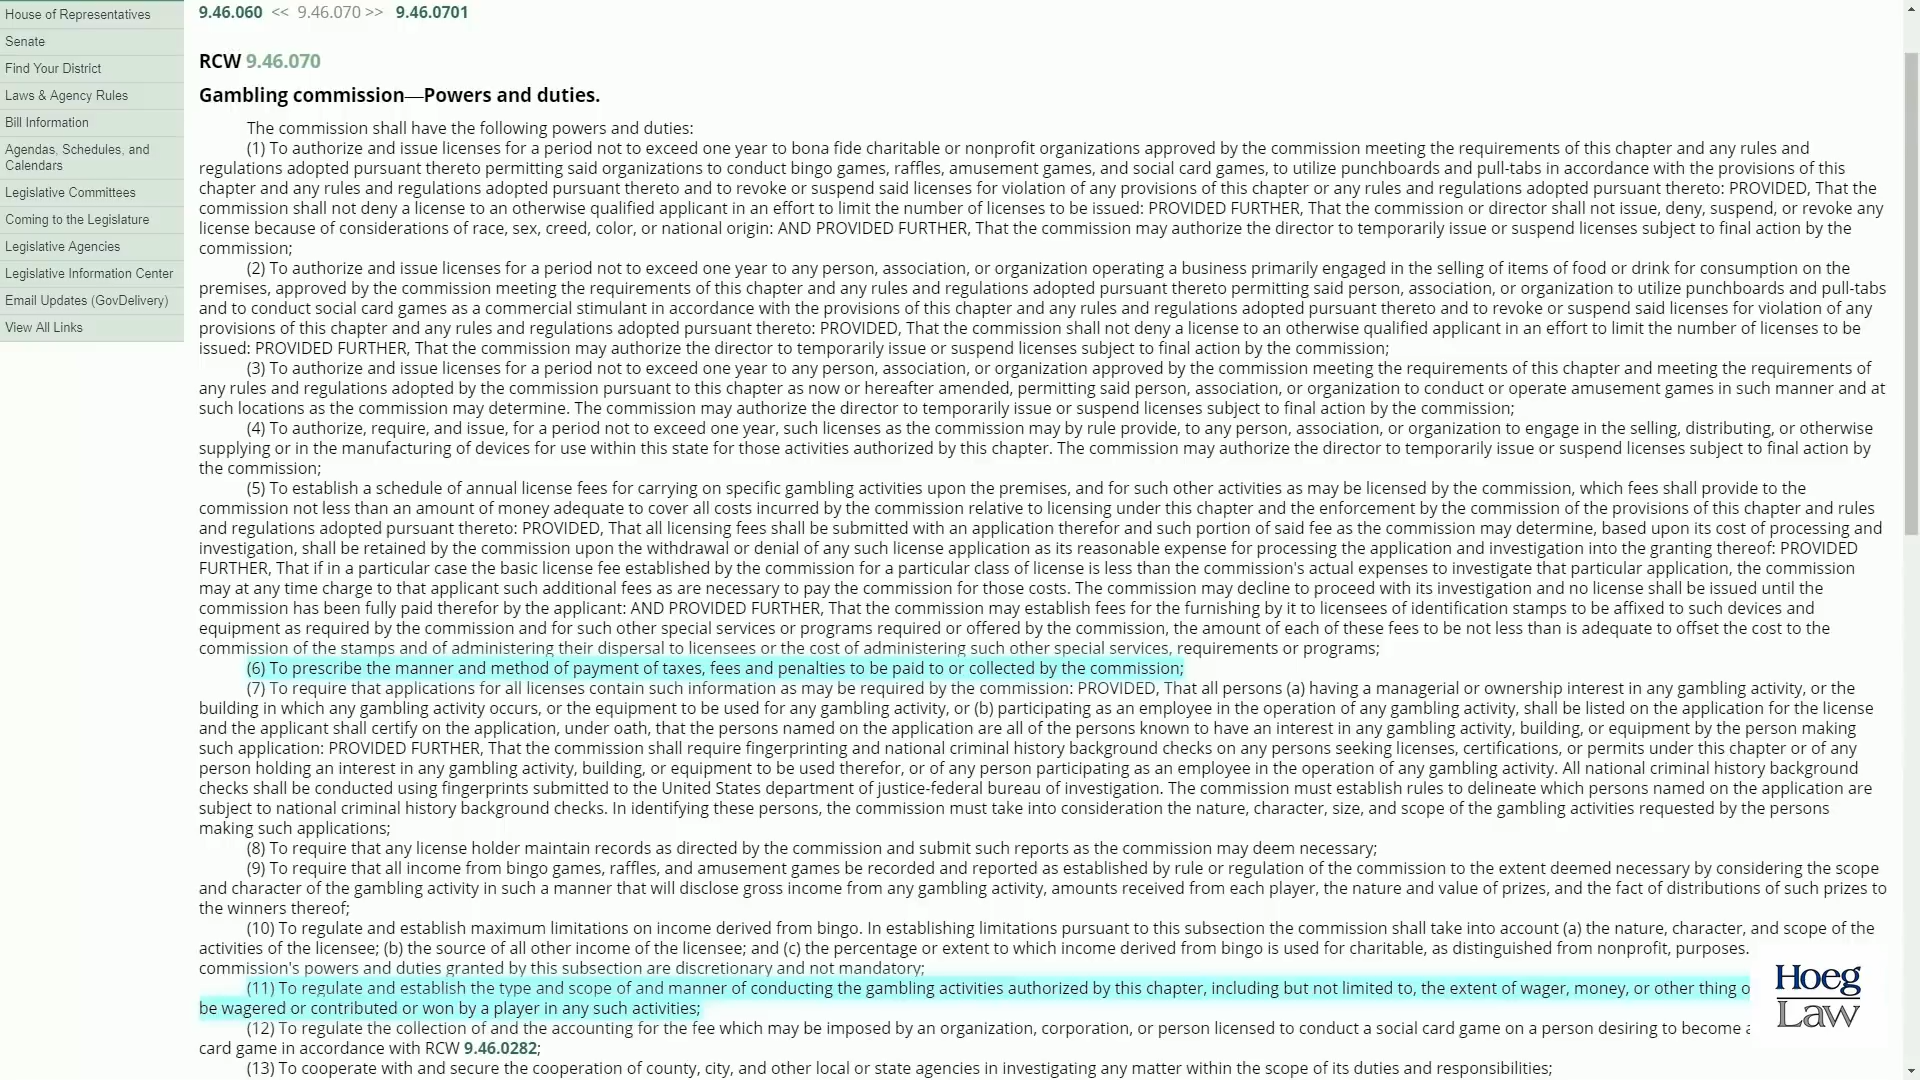 House of Representatives
Senate
Find Your District
Laws & Agency Rules
Bill Information
Agendas, Schedules, and
Calendars
Legislative Committees
Coming to the Legislature
Legislative Agencies
Legislative Information Center
Email Updates (GovDelivery)
View All Links
9.46.060 << 9.46.070 >> 9.46.0701
RCW 9.46.070
Gambling commission—Powers and duties.
The commission shall have the following powers and duties:
(1) To authorize and issue licenses for a period not to exceed one year to bona fide charitable or nonprofit organizations approved by the commission meeting the requirements of this chapter and any rules and
regulations adopted pursuant thereto permitting said organizations to conduct bingo games, raffles, amusement games, and social card games, to utilize punchboards and pull-tabs in accordance with the provisions of this
chapter and any rules and regulations adopted pursuant thereto and to revoke or suspend said licenses for violation of any provisions of this chapter or any rules and regulations adopted pursuant thereto: PROVIDED, That the
commission shall not deny a license to an otherwise qualified applicant in an effort to limit the number of licenses to be issued: PROVIDED FURTHER, That the commission or director shall not issue, deny, suspend, or revoke any
license because of considerations of race, sex, creed, color, or national origin: AND PROVIDED FURTHER, That the commission may authorize the director to temporarily issue or suspend licenses subject to final action by the
commission;
(2) To authorize and issue licenses for a period not to exceed one year to any person, association, or organization operating a business primarily engaged in the selling of items of food or drink for consumption on the
premises, approved by the commission meeting the requirements of this chapter and any rules and regulations adopted pursuant thereto permitting said person, association, or organization to utilize punchboards and pull-tabs
and to conduct social card games as a commercial stimulant in accordance with the provisions of this chapter and any rules and regulations adopted pursuant thereto and to revoke or suspend said licenses for violation of any
provisions of this chapter and any rules and regulations adopted pursuant thereto: PROVIDED, That the commission shall not deny a license to an otherwise qualified applicant in an effort to limit the number of licenses to be
issued: PROVIDED FURTHER, That the commission may authorize the director to temporarily issue or suspend licenses subject to final action by the commission;
(3) To authorize and issue licenses for a period not to exceed one year to any person, association, or organization approved by the commission meeting the requirements of this chapter and meeting the requirements of
any rules and regulations adopted by the commission pursuant to this chapter as now or hereafter amended, permitting said person, association, or organization to conduct or operate amusement games in such manner and at
such locations as the commission may determine. The commission may authorize the director to temporarily issue or suspend licenses subject to final action by the commission;
(4) To authorize, require, and issue, for a period not to exceed one year, such licenses as the commission may by rule provide, to any person, association, or organization to engage in the selling, distributing, or otherwise
supplying or in the manufacturing of devices for use within this state for those activities authorized by this chapter. The commission may authorize the director to temporarily issue or suspend licenses subject to final action by
the commission;
(5) To establish a schedule of annual license fees for carrying on specific gambling activities upon the premises, and for such other activities as may be licensed by the commission, which fees shall provide to the
commission not less than an amount of money adequate to cover all costs incurred by the commission relative to licensing under this chapter and the enforcement by the commission of the provisions of this chapter and rules
and regulations adopted pursuant thereto: PROVIDED, That all licensing fees shall be submitted with an application therefor and such portion of said fee as the commission may determine, based upon its cost of processing and
investigation, shall be retained by the commission upon the withdrawal or denial of any such license application as its reasonable expense for processing the application and investigation into the granting thereof: PROVIDED
FURTHER, That if in a particular case the basic license fee established by the commission for a particular class of license is less than the commission's actual expenses to investigate that particular application, the commission
may at any time charge to that applicant such additional fees as are necessary to pay the commission for those costs. The commission may decline to proceed with its investigation and no license shall be issued until the
commission has been fully paid therefor by the applicant: AND PROVIDED FURTHER, That the commission may establish fees for the furnishing by it to licensees of identification stamps to be affixed to such devices and
equipment as required by the commission and for such other special services or programs required or offered by the commission, the amount of each of these fees to be not less than is adequate to offset the cost to the
commission of the stamps and of administering their dispersal to licensees or the cost of administering such other special services, requirements or programs;
(6) To prescribe the manner and method of payment of taxes, fees and penalties to be paid to or collected by the commission;
(7) To require that applications for all licenses contain such information as may be required by the commission: PROVIDED, That all persons (a) having a managerial or ownership interest in any gambling activity, or the
building in which any gambling activity occurs, or the equipment to be used for any gambling activity, or (b) participating as an employee in the operation of any gambling activity, shall be listed on the application for the license
and the applicant shall certify on the application, under oath, that the persons named on the application are all of the persons known to have an interest in any gambling activity, building, or equipment by the person making
such application: PROVIDED FURTHER, That the commission shall require fingerprinting and national criminal history background checks on any persons seeking licenses, certifications, or permits under this chapter or of any
person holding an interest in any gambling activity, building, or equipment to be used therefor, or of any person participating as an employee in the operation of any gambling activity. All national criminal history background
checks shall be conducted using fingerprints submitted to the United States department of justice-federal bureau of investigation. The commission must establish rules to delineate which persons named on the application are
subject to national criminal history background checks. In identifying these persons, the commission must take into consideration the nature, character, size, and scope of the gambling activities requested by the persons
making such applications;
(8) To require that any license holder maintain records as directed by the commission and submit such reports as the commission may deem necessary;
(9) To require that all income from bingo games, raffles, and amusement games be recorded and reported as established by rule or regulation of the commission to the extent deemed necessary by considering the scope
and character of the gambling activity in such a manner that will disclose gross income from any gambling activity, amounts received from each player, the nature and value of prizes, and the fact of distributions of such prizes to
the winners thereof;
(10) To regulate and establish maximum limitations on income derived from bingo. In establishing limitations pursuant to this subsection the commission shall take into account (a) the nature, character, and scope of the
activities of the licensee; (b) the source of all other income of the licensee; and (c) the percentage or extent to which income derived from bingo is used for charitable, as distinguished from nonprofit, purposes.
commission's powers and duties granted by this subsection are discretionary and not mandatory;
(11) To regulate and establish the type and scope of and manner of conducting the gambling activities authorized by this chapter, including but not limited to, the extent of wager, money, or other thing
be wagered or contributed or won by a player in any such activities;
(12) To regulate the collection of and the accounting for the fee which may be imposed by an organization, corporation, or person licensed to conduct a social card game on a person desiring to become
card game in accordance with RCW 9.46.0282;
(13) To cooperate with and secure the cooperation of county, city, and other local or state agencies in investigating any matter within the scope of its duties and responsibilities;
Hoeg
Law